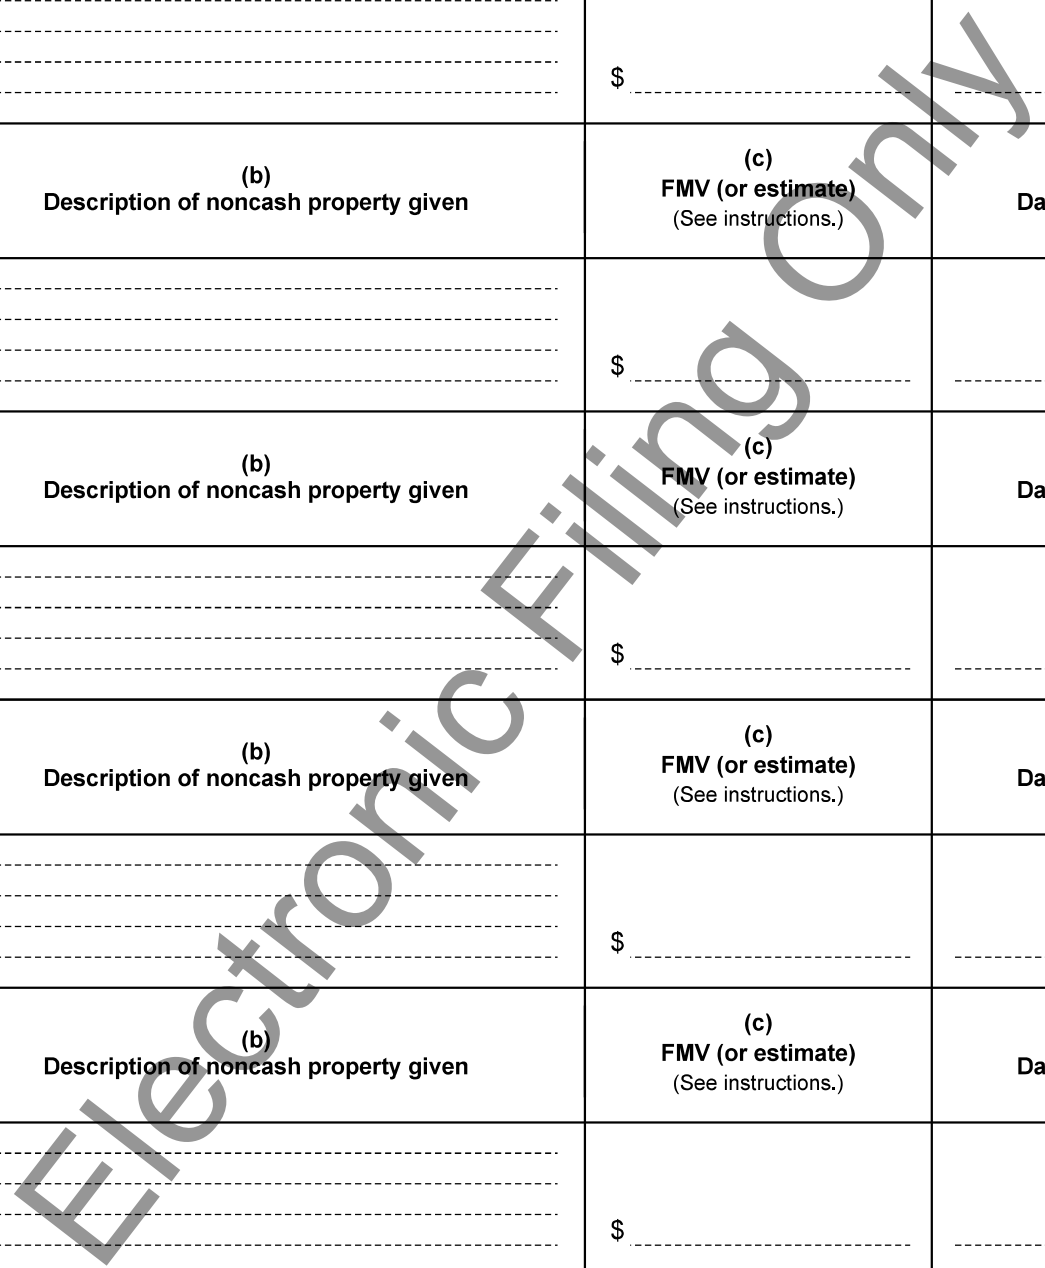 $
(b)
Description of noncash property given
(c)
FMV (or estimate)
(See instructions.)
Da
$
(b)
Description of noncash property given
(c)
FMV (or estimate)
(See instructions.)
Da
$
(b)
Description of noncash property given
(c)
FMV (or estimate)
(See instructions.)
Da
$
(b)
Description of noncash property given
(c)
FMV (or estimate)
(See instructions.)
Da
$
Electronic Filing Only